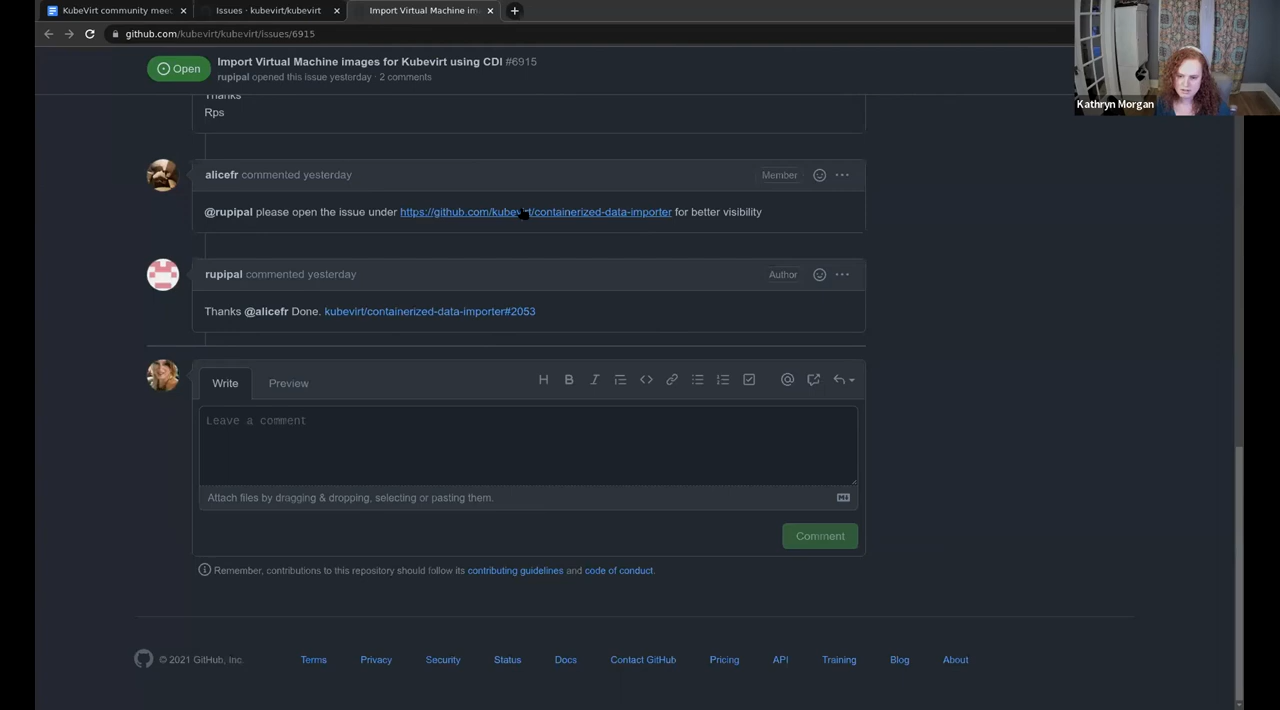 KubeVirt community meet
Issues · kubevirt/kubevirt
Import Virtual Machine im
github.com/kubevirt/kubevirt/issues/6915
Kathryn Morgan
Open
Import Virtual Machine images for Kubevirt using CDI #6915
rupipal opened this issue yesterday · 2 comments
Thanks
Rps
alicefr commented yesterday
Member
@rupipal please open the issue under https://github.com/kubevirt/containerized-data-importer for better visibility
rupipal commented yesterday
Author
Thanks @alicefr Done. kubevirt/containerized-data-importer#2053
Write
Preview
Leave a comment
Attach files by dragging & dropping, selecting or pasting them.
Comment
Remember, contributions to this repository should follow its contributing guidelines and code of conduct.
© 2021 GitHub, Inc.
Terms
Privacy
Security
Status
Docs
Contact GitHub
Pricing
API
Training
Blog
About